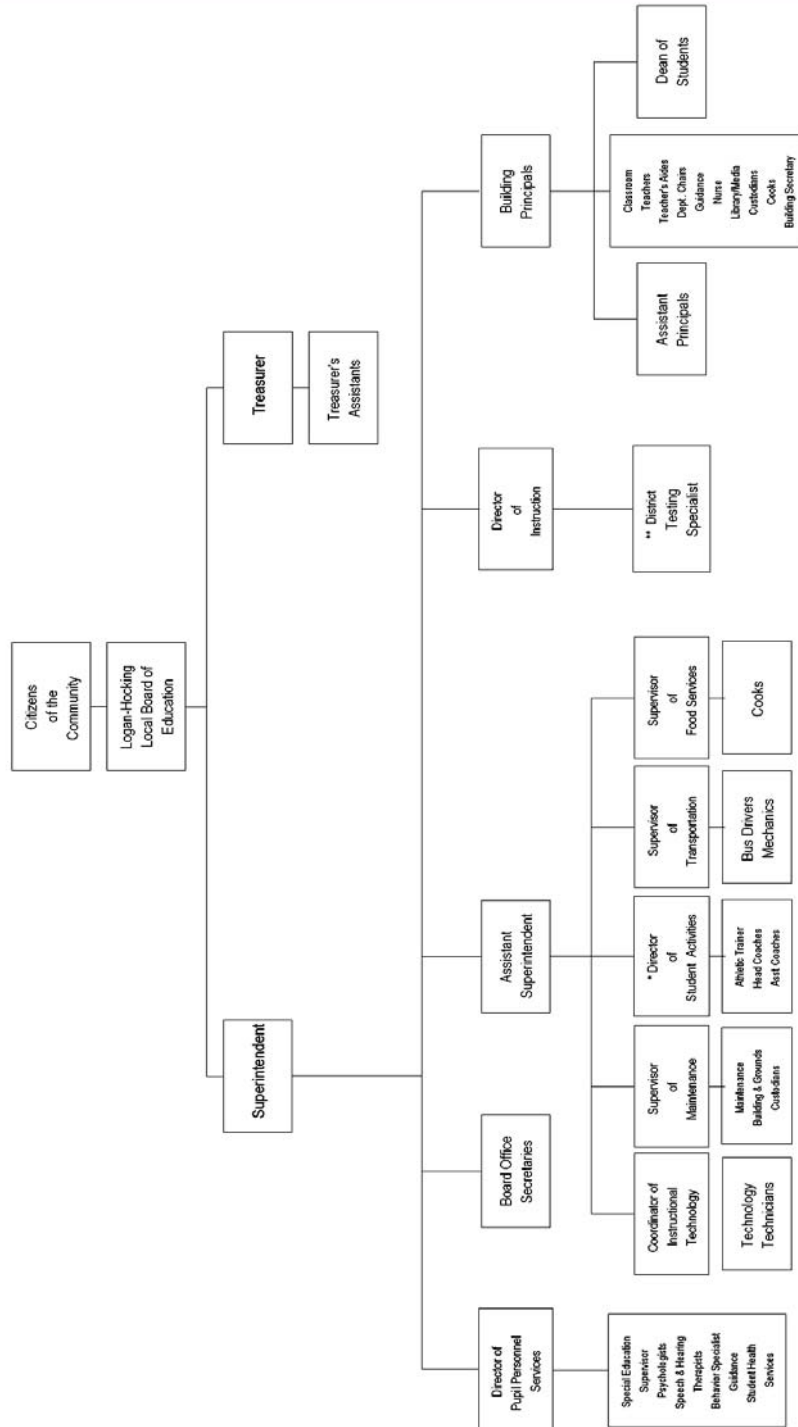 Citizens
of the
Community
Logan-Hocking
Local Board of
Education
Superintendent
Treasurer
Treasurer's
Assistants
Director of
Pupil Personnel
Services
Board Office
Secretaries
Assistant
Superintendent
Director
of
Instruction
Building
Principals
Special Education
Supervisor
Psychologists
Speech & Hearing
Therapists
Behavior Specialist
Guidance
Student Health
Services
Coordinator of
Instructional
Technology
Supervisor
of
Maintenance
* Director
of
Student Activities
Supervisor
of
Transportation
Supervisor
of
Food Services
Technology
Technicians
Maintenance
Building & Grounds
Custodians
Athletic Trainer
Head Coaches
Asst Coaches
Bus Drivers
Mechanics
Cooks
** District
Testing
Specialist
Assistant
Principals
Classroom
Teachers
Teacher's Aides
Dept. Chairs
Guidance
Nurse
Library/Media
Custodians
Cooks
Building Secretary
Dean of
Students